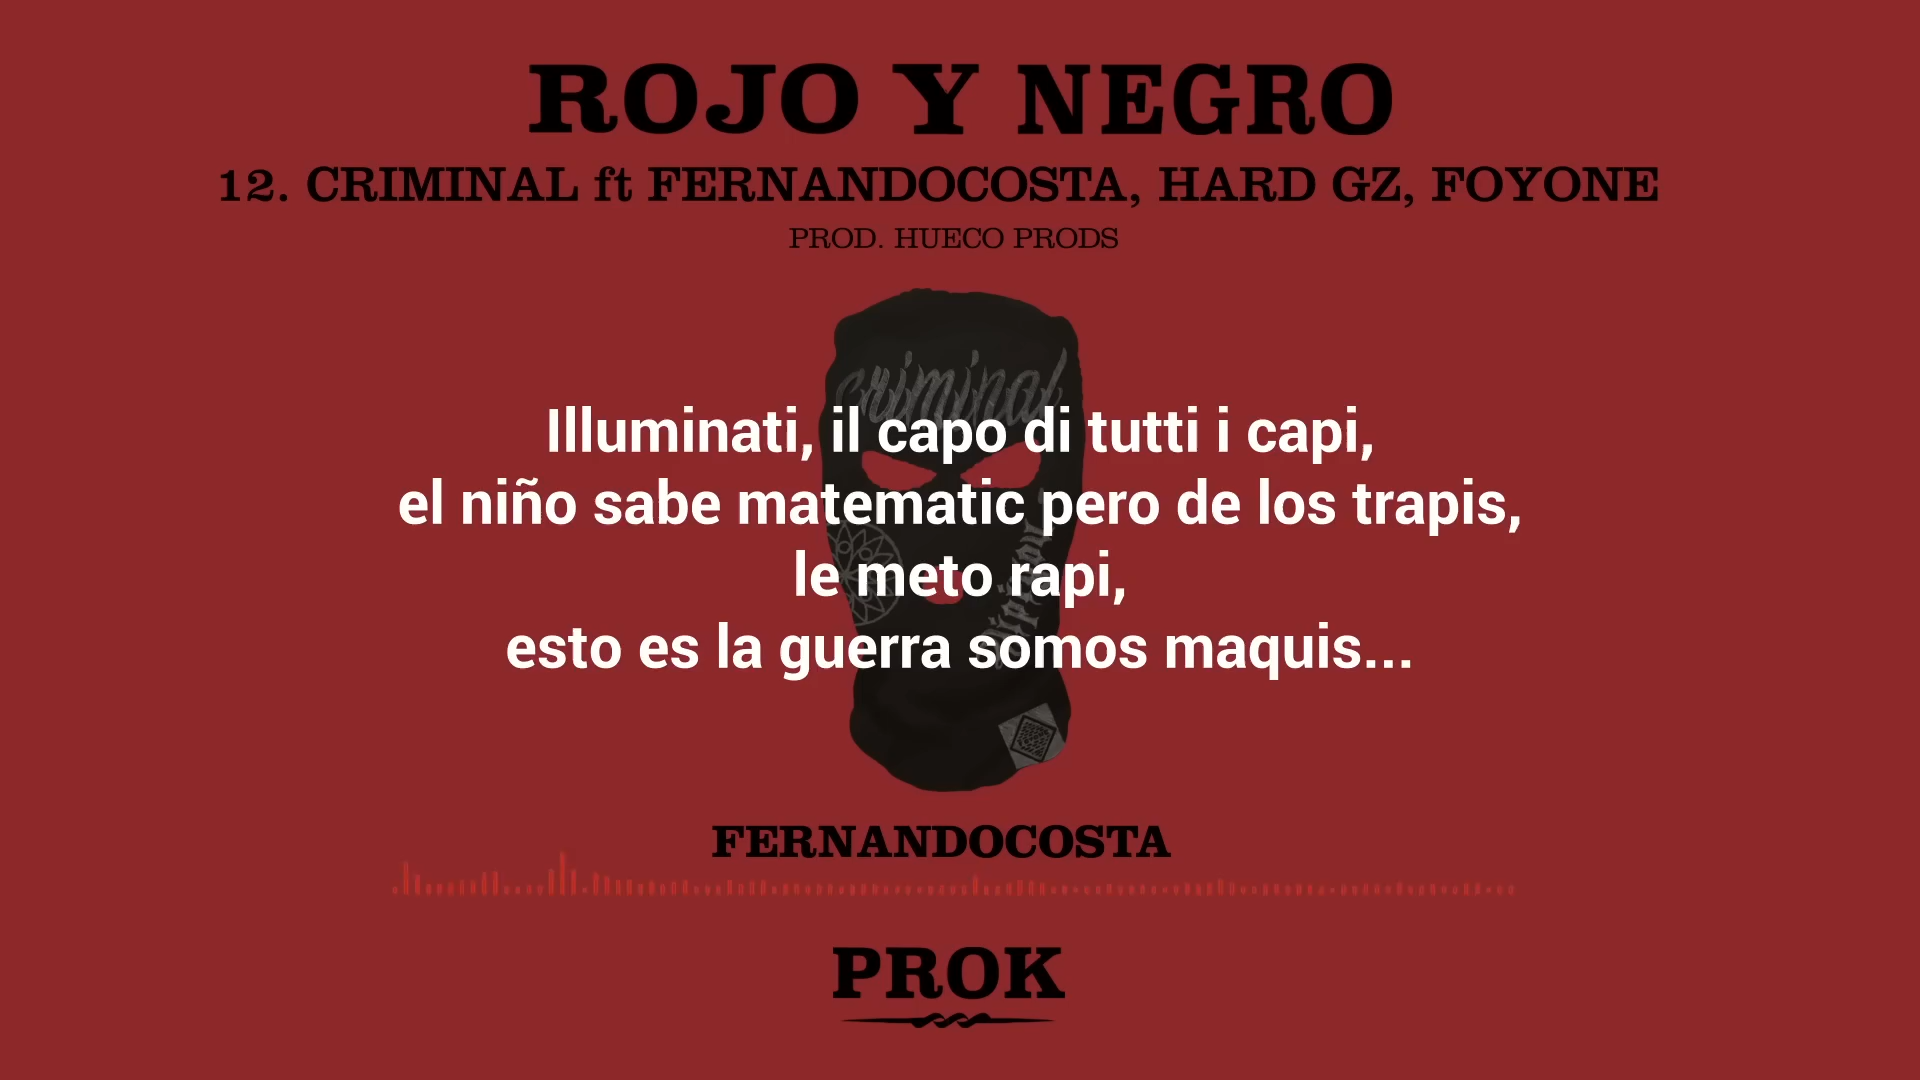 ROJO Y NEGRO
12. CRIMINAL ft FERNANDOCOSTA, HARD GZ, FOYONE
PROD. HUECO PRODS
criminal
Illuminati, il capo di tutti i capi,
el niño sabe matematic pero de los trapis,
le meto rapi,
esto es la guerra somos maquis...
FERNANDOCOSTA
PROK